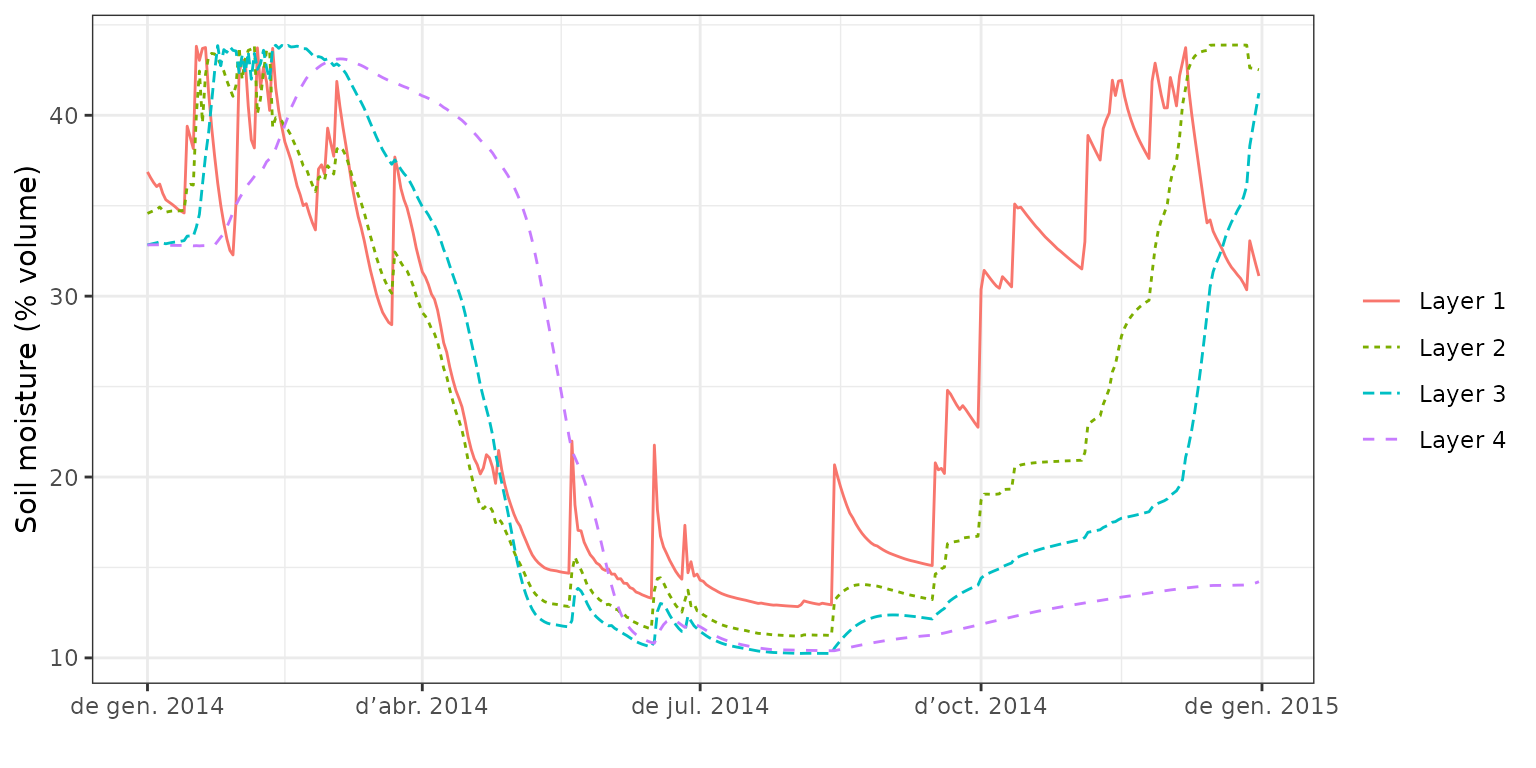 Soil moisture (% volume)
40
30
20
10
de gen. 2014
d’abr. 2014
de jul. 2014
d’oct. 2014
de gen. 2015
Layer 1
Layer 2
Layer 3
Layer 4